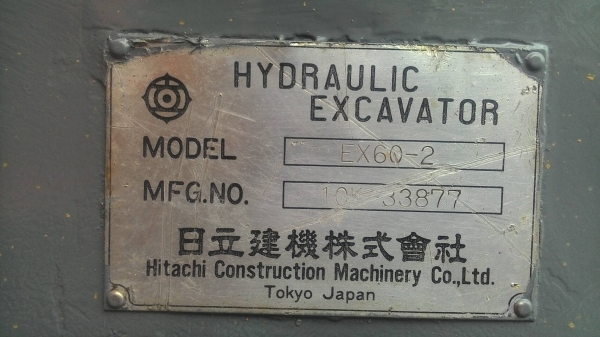 HYDRAULIC
EXCAVATOR
MODEL EX60-2
MFG.NO.
日立建機株式會社
Hitachi Construction Machinery Co.,Ltd.
Tokyo Japan